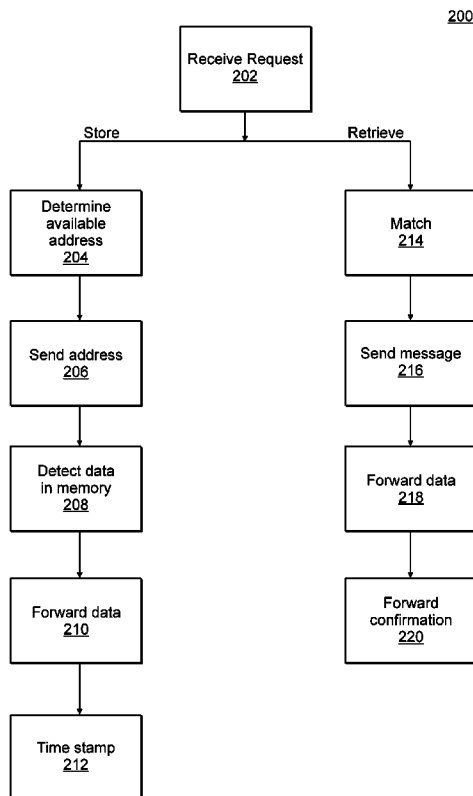 200
Receive Request
202
Store
Retrieve
Determine
available
address
204
Match
214
Send address
206
Send message
216
Detect data
in memory
208
Forward data
218
Forward data
210
Forward
confirmation
220
Time stamp
212